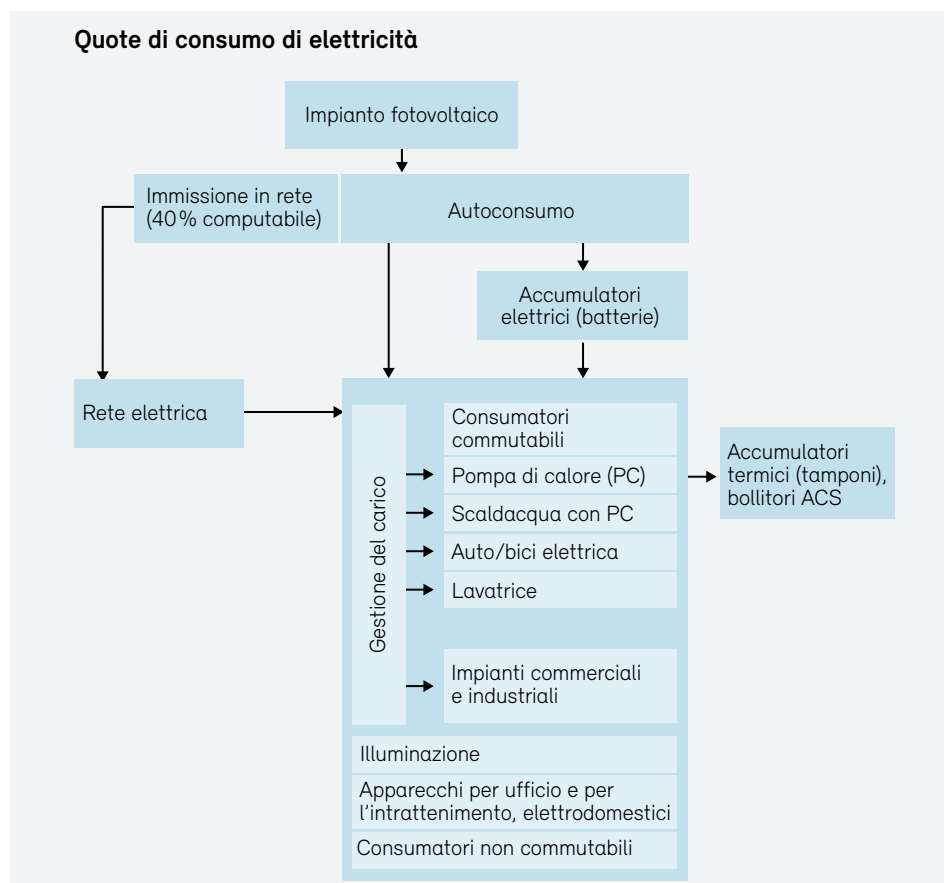 Quote di consumo di elettricità
Impianto fotovoltaico
Immissione in rete
(40 % computabile)
Autoconsumo
Accumulatori
elettrici (batterie)
Rete elettrica
Gestione del carico
Consumatori
commutabili
Pompa di calore (PC)
Scaldacqua con PC
Auto/bici elettrica
Lavatrice
Impianti commerciali
e industriali
Accumulatori
termici (tamponi),
bollitori ACS
Illuminazione
Apparecchi per ufficio e per
l'intrattenimento, elettrodomestici
Consumatori non commutabili